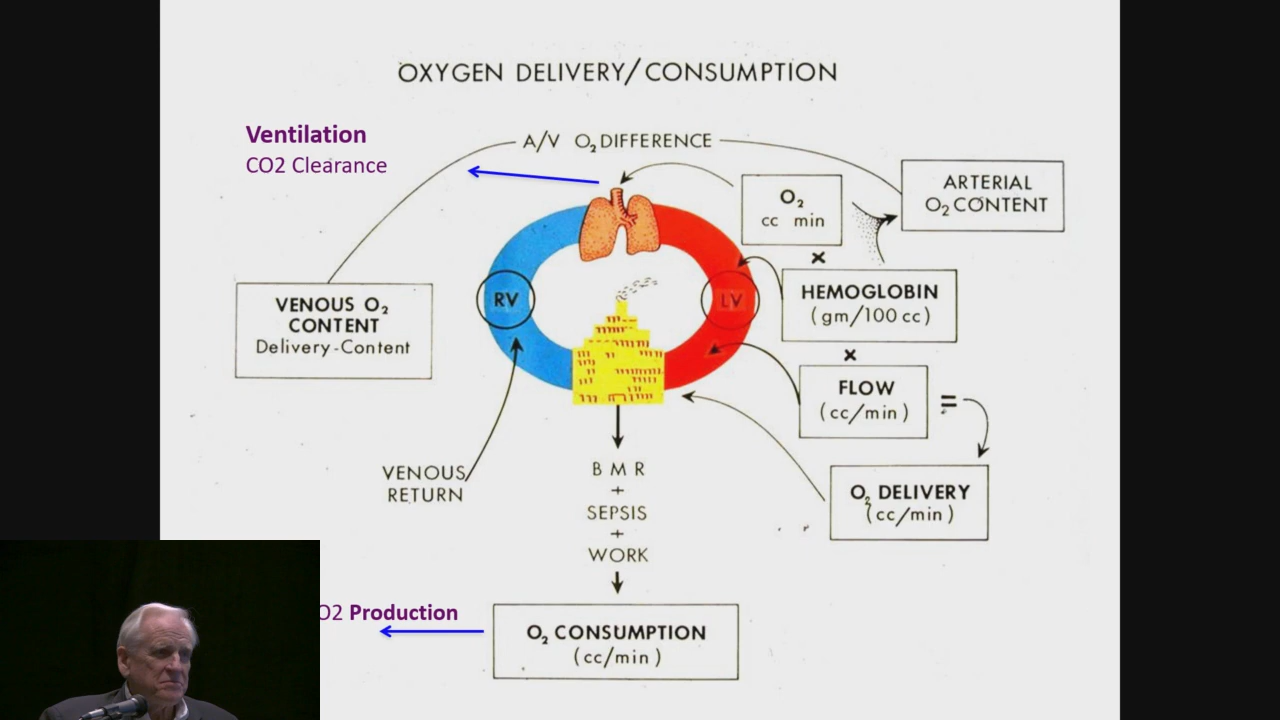 OXYGEN DELIVERY/CONSUMPTION
Ventilation
CO2 Clearance
A/V O₂ DIFFERENCE
ARTERIAL
O₂ CONTENT
O₂
cc min
×
HEMOGLOBIN
(gm/100 cc)
×
FLOW
(cc/min)
=
O₂ DELIVERY
(cc/min)
RV
LV
VENOUS O₂
CONTENT
Delivery-Content
VENOUS
RETURN
BMR
+
SEPSIS
+
WORK
O2 Production
O₂ CONSUMPTION
(cc/min)